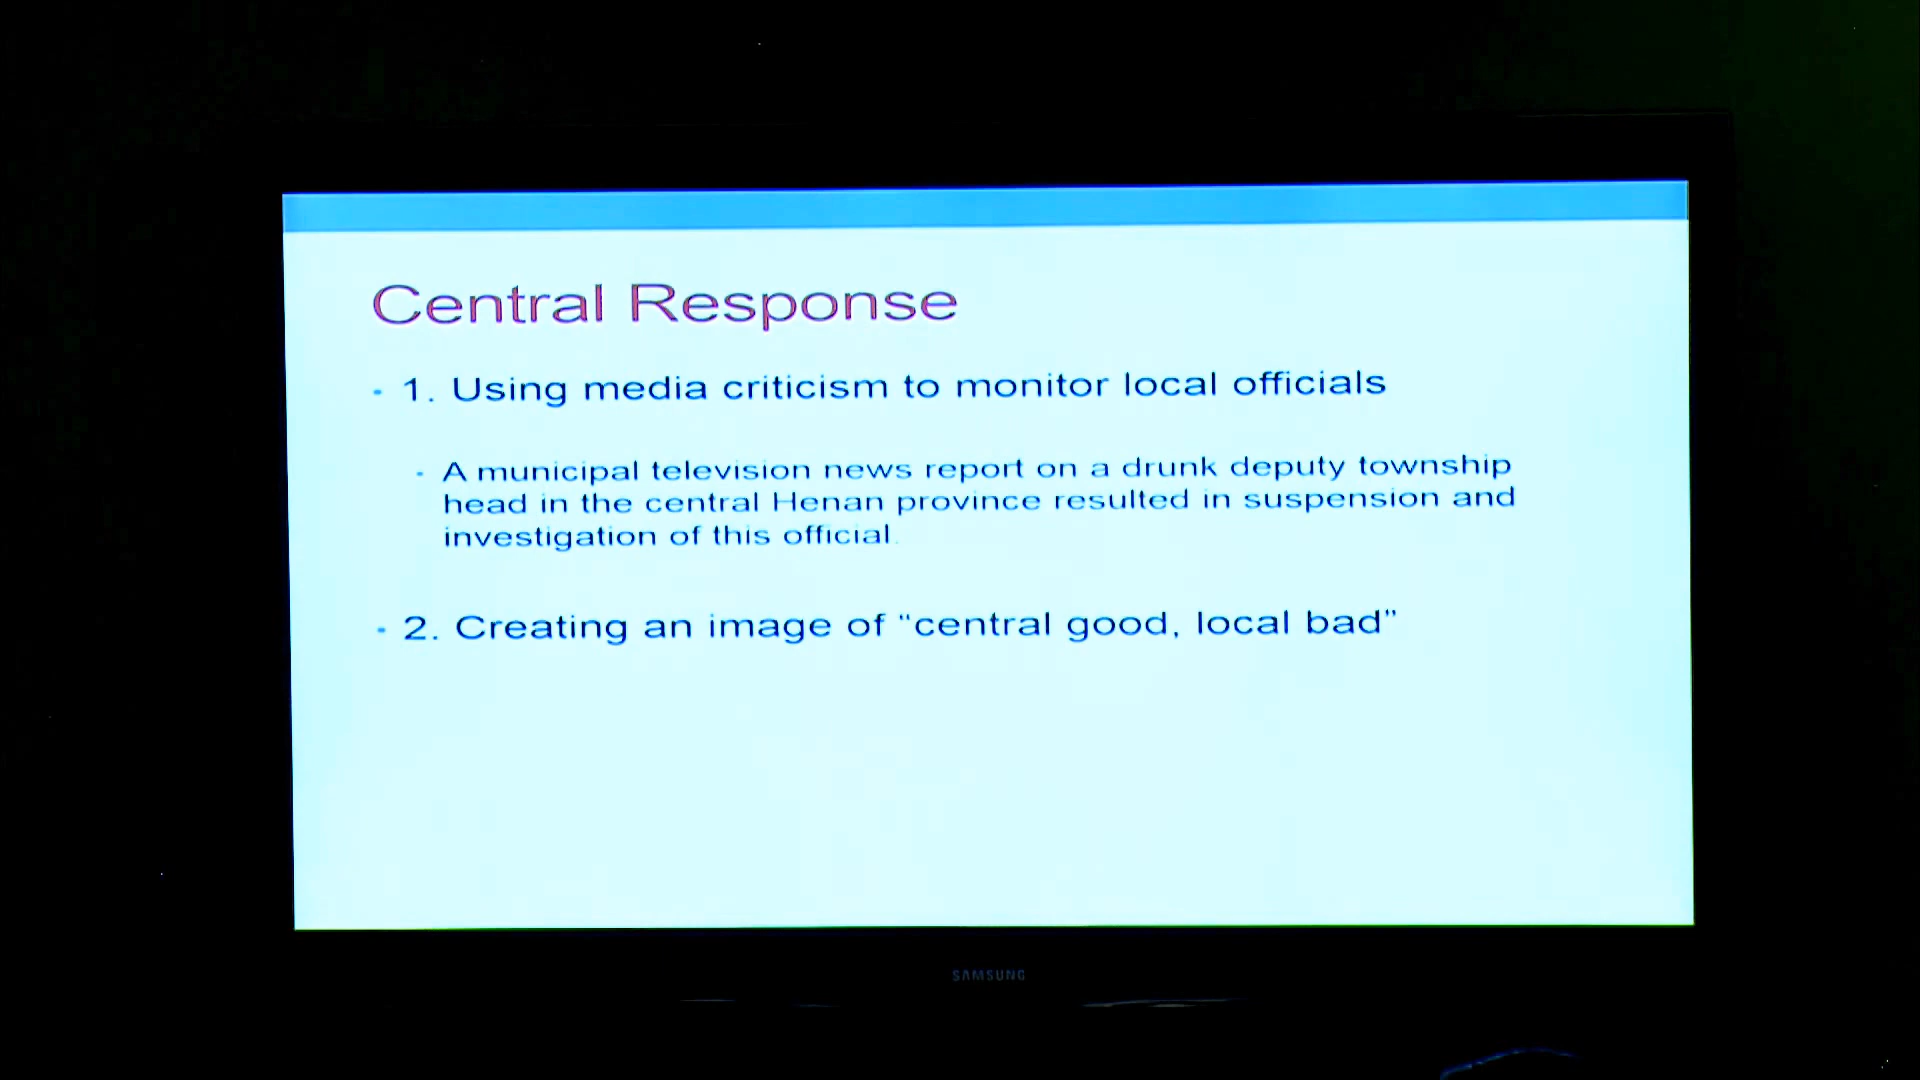 Central Response
• 1. Using media criticism to monitor local officials
• A municipal television news report on a drunk deputy township
head in the central Henan province resulted in suspension and
investigation of this official.
• 2. Creating an image of “central good, local bad”
SAMSUNG